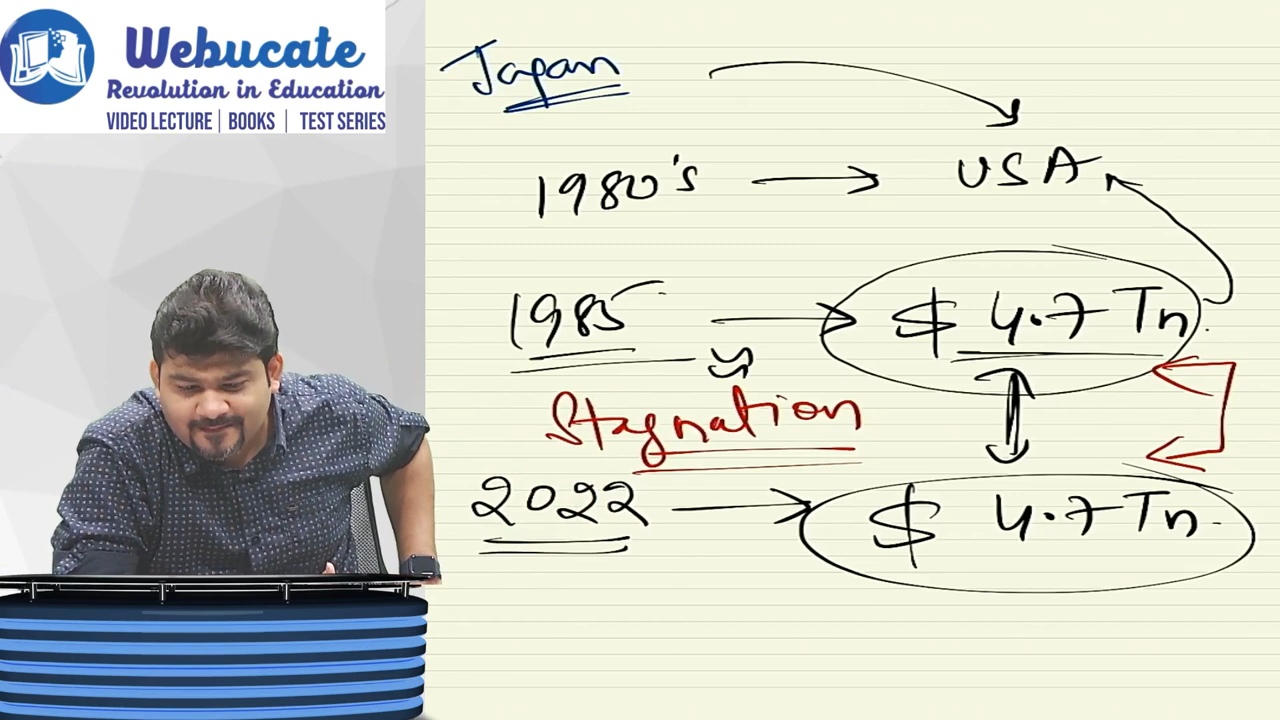 Webucate
Revolution in Education
VIDEO LECTURE | BOOKS | TEST SERIES
Japan
1980's → USA
1985 → $ 4.7 Tn
Stagnation
2022 → $ 4.7 Tn